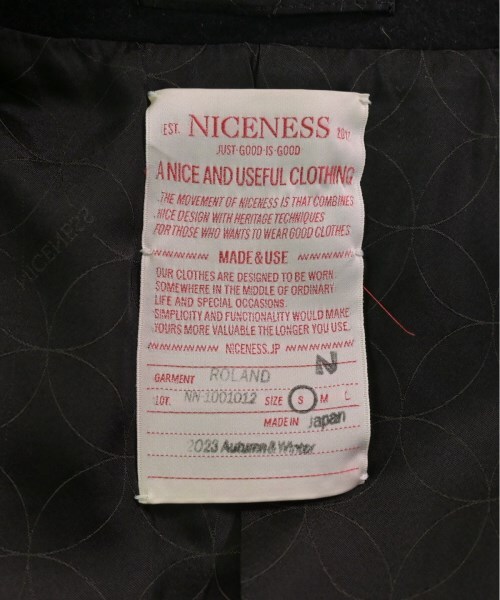 EST. NICENESS 201
JUST-GOOD-IS-GOOD
A NICE AND USEFUL CLOTHING
THE MOVEMENT OF NICENESS IS THAT COMBINES
NICE DESIGN WITH HERITAGE TECHNIQUES
FOR THOSE WHO WANTS TO WEAR GOOD CLOTHES
MADE & USE
OUR CLOTHES ARE DESIGNED TO BE WORN.
SOMEWHERE IN THE MIDDLE OF ORDINARY
LIFE AND SPECIAL OCCASIONS.
SIMPLICITY AND FUNCTIONALITY WOULD MAKE
YOURS MORE VALUABLE THE LONGER YOU USE.
NICENESS.JP
N
GARMENT ROLAND
LOT. NN-1001012 SIZE S M L
MADE IN Japan
2023 Autumn & Winter
NICENESS